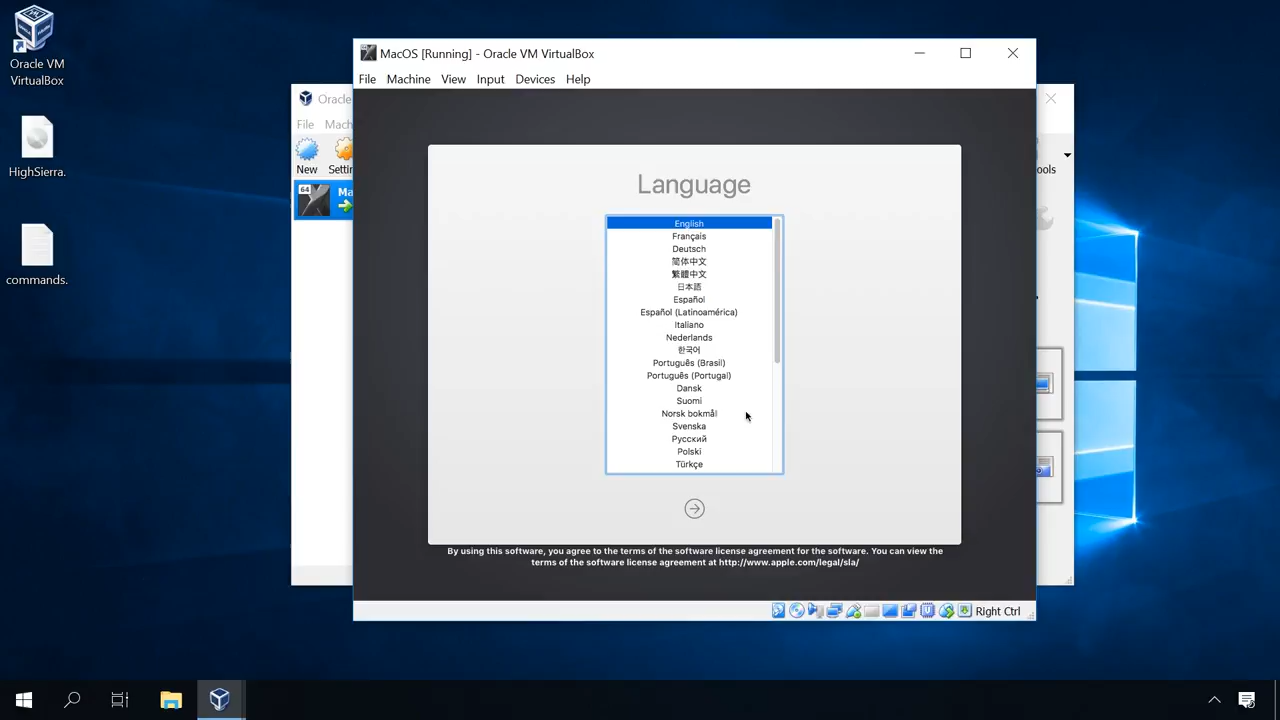 Oracle VM
VirtualBox
HighSierra.
commands.
Oracle
File Mach
New Settin
64
Ma
ools
MacOS [Running] - Oracle VM VirtualBox
File Machine View Input Devices Help
Language
English
Français
Deutsch
简体中文
繁體中文
日本語
Español
Español (Latinoamérica)
Italiano
Nederlands
한국어
Português (Brasil)
Português (Portugal)
Dansk
Suomi
Norsk bokmål
Svenska
Русский
Polski
Türkçe
By using this software, you agree to the terms of the software license agreement for the software. You can view the
terms of the software license agreement at http://www.apple.com/legal/sla/
Right Ctrl